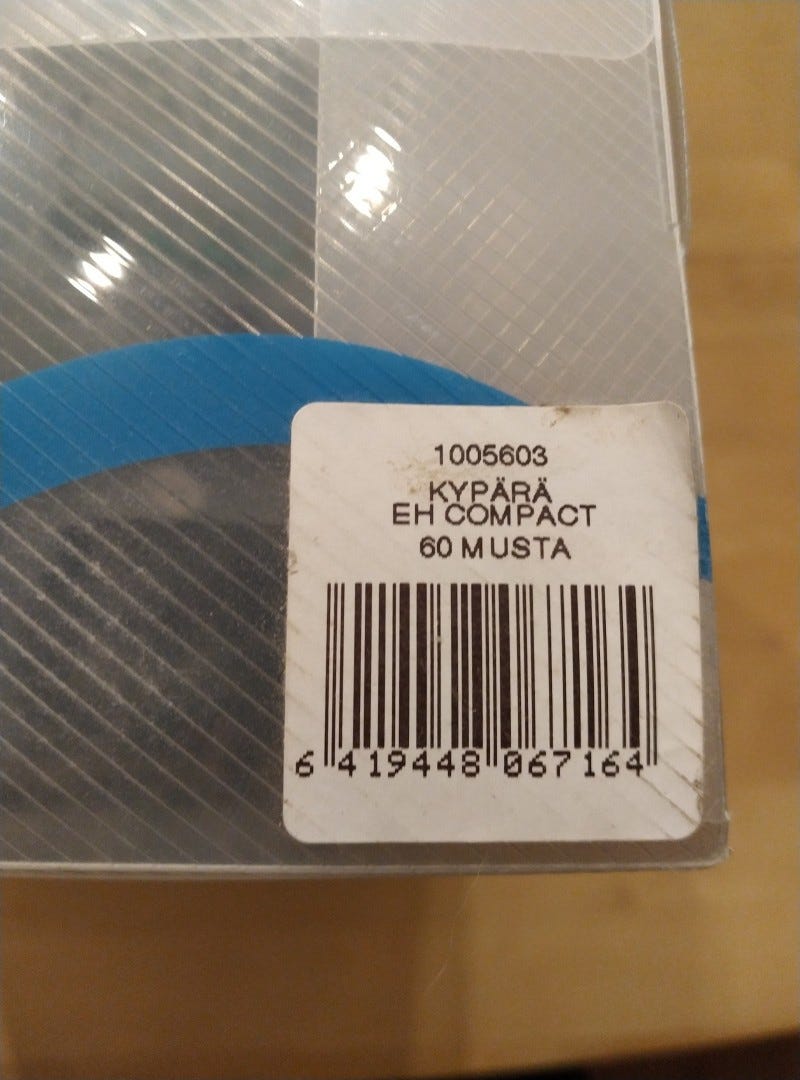 1005603
KYPÄRÄ
EH COMPACT
60 MUSTA
6 419448 067164